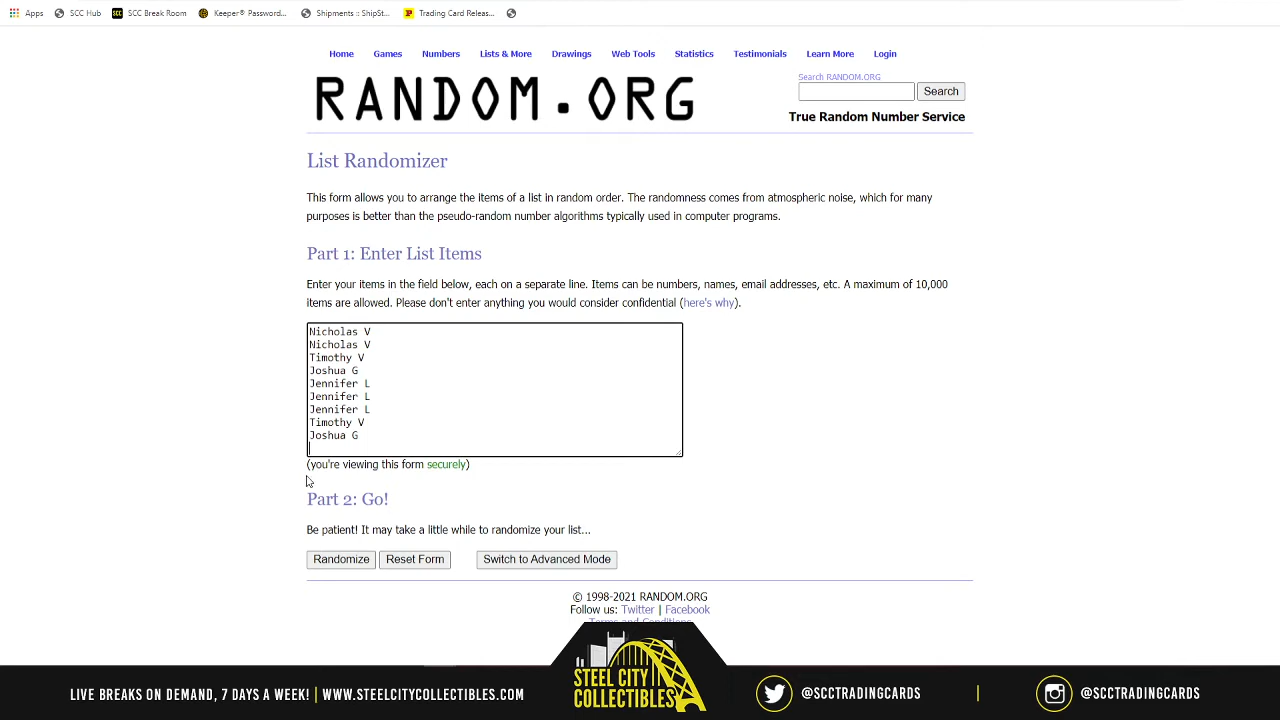 Apps SCC Hub SCC Break Room Keeper® Password... Shipments :: ShipSt... Trading Card Releas...
Home Games Numbers Lists & More Drawings Web Tools Statistics Testimonials Learn More Login
RANDOM.ORG
Search RANDOM.ORG
Search
True Random Number Service
List Randomizer
This form allows you to arrange the items of a list in random order. The randomness comes from atmospheric noise, which for many
purposes is better than the pseudo-random number algorithms typically used in computer programs.
Part 1: Enter List Items
Enter your items in the field below, each on a separate line. Items can be numbers, names, email addresses, etc. A maximum of 10,000
items are allowed. Please don't enter anything you would consider confidential (here's why).
Nicholas V
Nicholas V
Timothy V
Joshua G
Jennifer L
Jennifer L
Jennifer L
Timothy V
Joshua G
(you're viewing this form securely)
Part 2: Go!
Be patient! It may take a little while to randomize your list...
Randomize Reset Form Switch to Advanced Mode
© 1998-2021 RANDOM.ORG
Follow us: Twitter | Facebook
Terms and Conditions
STEEL CITY
COLLECTIBLES
LIVE BREAKS ON DEMAND, 7 DAYS A WEEK! | WWW.STEELCITYCOLLECTIBLES.COM
@SCCTRADINGCARDS | @SCCTRADINGCARDS